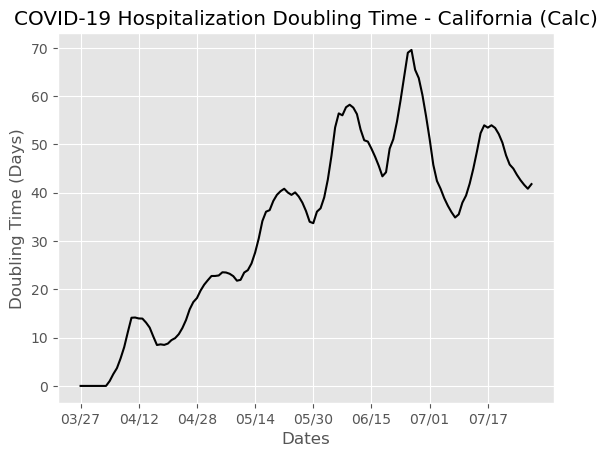 COVID-19 Hospitalization Doubling Time - California (Calc)
70
60
50
40
30
20
10
0
Doubling Time (Days)
03/27 04/12 04/28 05/14 05/30 06/15 07/01 07/17
Dates